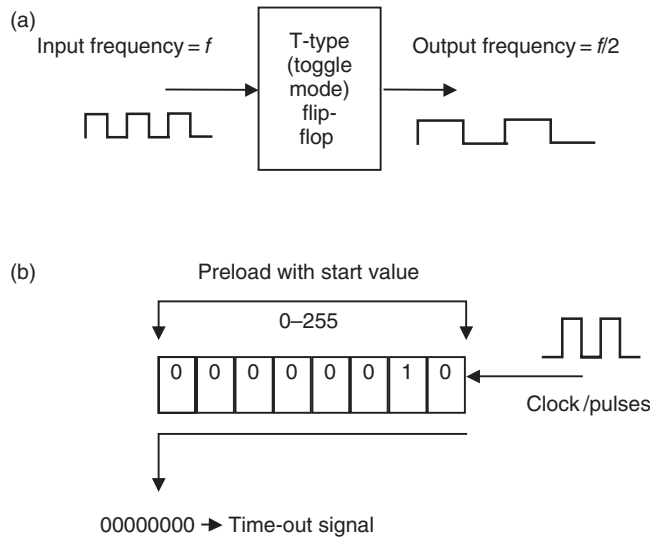 (a)
Input frequency = f
T-type
(toggle
mode)
flip-
flop
Output frequency = f/2
(b)
Preload with start value
0–255
0 0 0 0 0 0 1 0
Clock/pulses
00000000 → Time-out signal